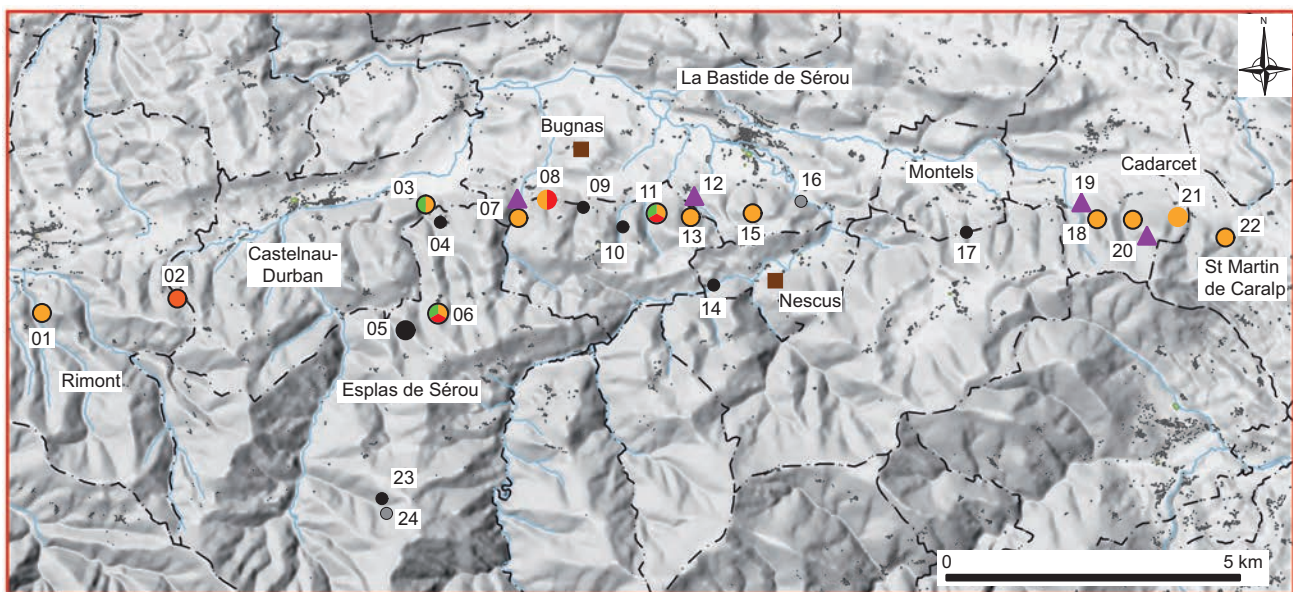 N
La Bastide de Sérou
Bugnas
Montels
Cadarcet
03
04
07
08
09
10
11
12
13
15
16
17
19
18
20
21
22
St Martin
de Caralp
Castelnau-
Durban
02
01
Rimont
05
06
14
Nescus
Esplas de Sérou
23
24
0
5 km